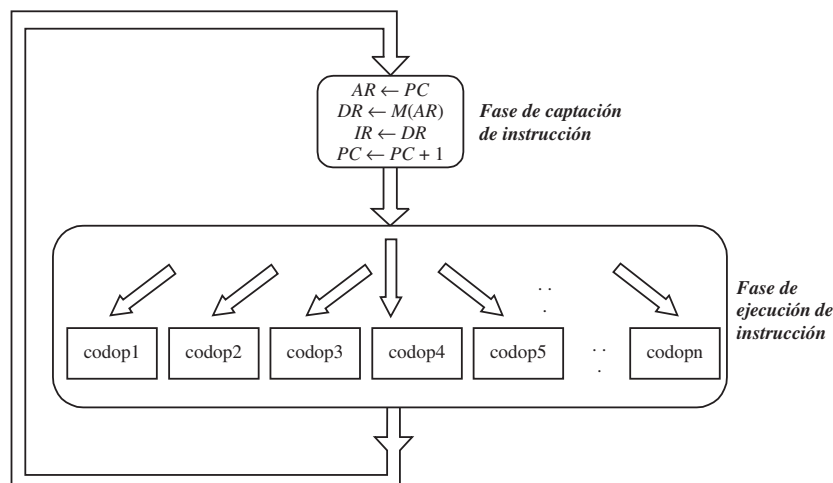 AR ← PC
DR ← M(AR)
IR ← DR
PC ← PC + 1
Fase de captación
de instrucción
Fase de
ejecución de
instrucción
codop1
codop2
codop3
codop4
codop5
codopn